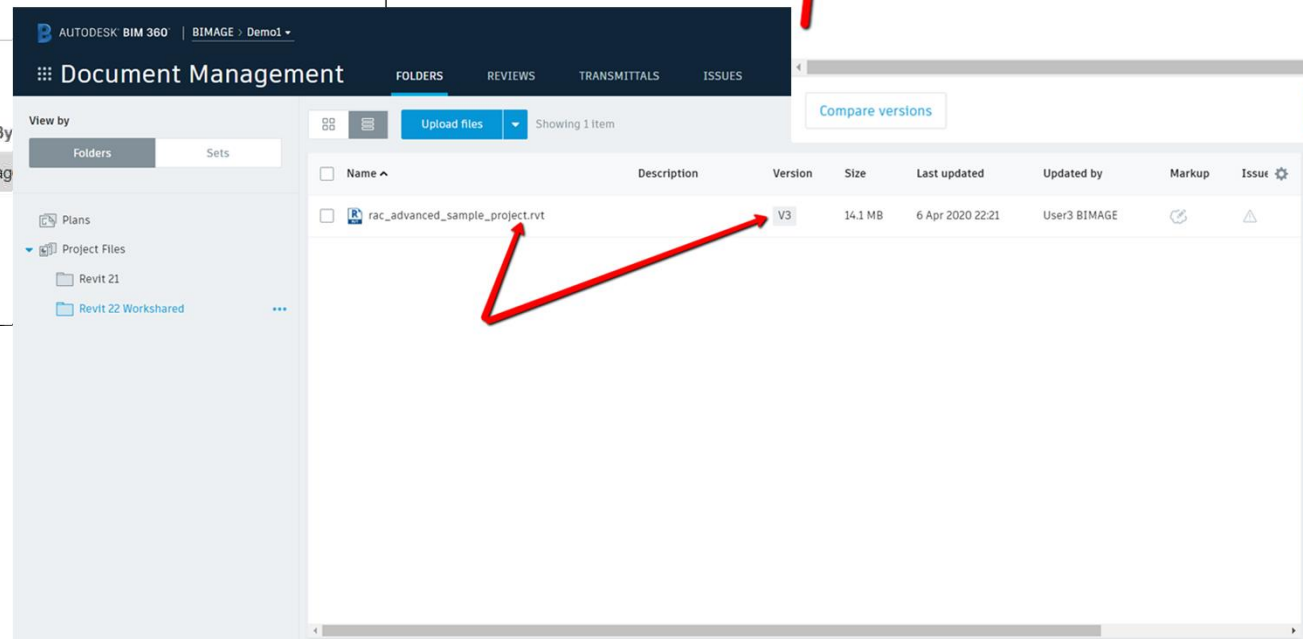 AUTODESK® BIM 360® | BIMAGE > Demo1
Document Management
FOLDERS REVIEWS TRANSMITTALS ISSUES
Compare versions
View by
Folders Sets
Upload files Showing 1 item
Name Description Version Size Last updated Updated by Markup Issue
Plans
Project Files
Revit 21
Revit 22 Workshared
rac_advanced_sample_project.rvt V3 14.1 MB 6 Apr 2020 22:21 User3 BIMAGE